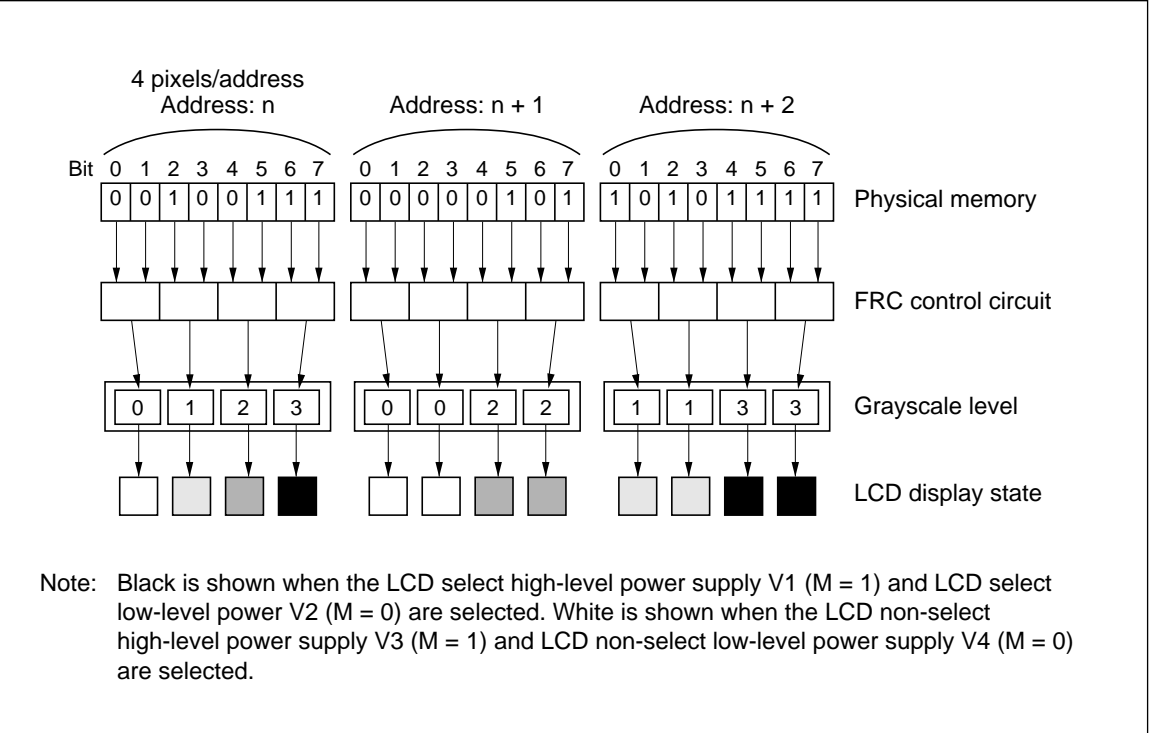 4 pixels/address
Address: n Address: n + 1 Address: n + 2
Bit 0 1 2 3 4 5 6 7 0 1 2 3 4 5 6 7 0 1 2 3 4 5 6 7
0 0 1 0 0 1 1 1 0 0 0 0 0 1 0 1 1 0 1 0 1 1 1 1 Physical memory
FRC control circuit
0 1 2 3 0 0 2 2 1 1 3 3 Grayscale level
LCD display state
Note: Black is shown when the LCD select high-level power supply V1 (M = 1) and LCD select
low-level power V2 (M = 0) are selected. White is shown when the LCD non-select
high-level power supply V3 (M = 1) and LCD non-select low-level power supply V4 (M = 0)
are selected.